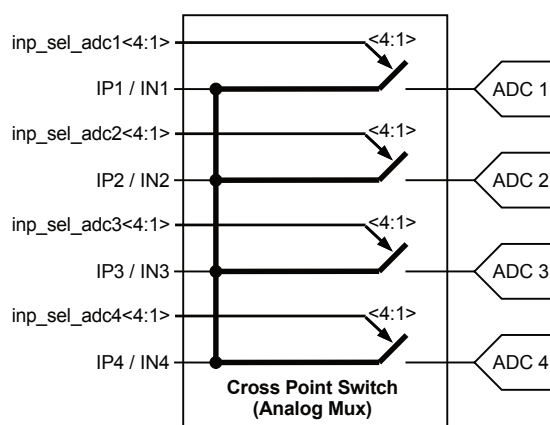 inp_sel_adc1<4:1>
<4:1>
IP1 / IN1
ADC 1
inp_sel_adc2<4:1>
<4:1>
IP2 / IN2
ADC 2
inp_sel_adc3<4:1>
<4:1>
IP3 / IN3
ADC 3
inp_sel_adc4<4:1>
<4:1>
IP4 / IN4
ADC 4
Cross Point Switch
(Analog Mux)